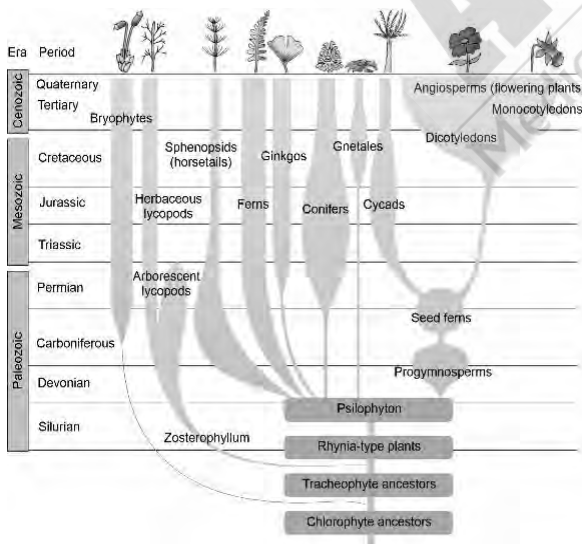 Era Period
Cenozoic
Quaternary
Tertiary
Angiosperms (flowering plants
Monocotyledons
Bryophytes
Dicotyledons
Mesozoic
Cretaceous
Sphenopsids
(horsetails)
Ginkgos
Gnetales
Jurassic
Herbaceous
lycopods
Ferns
Conifers
Cycads
Triassic
Paleozoic
Permian
Arborescent
lycopods
Seed ferns
Carboniferous
Progymnosperms
Devonian
Psilophyton
Silurian
Zosterophyllum
Rhynia-type plants
Tracheophyte ancestors
Chlorophyte ancestors